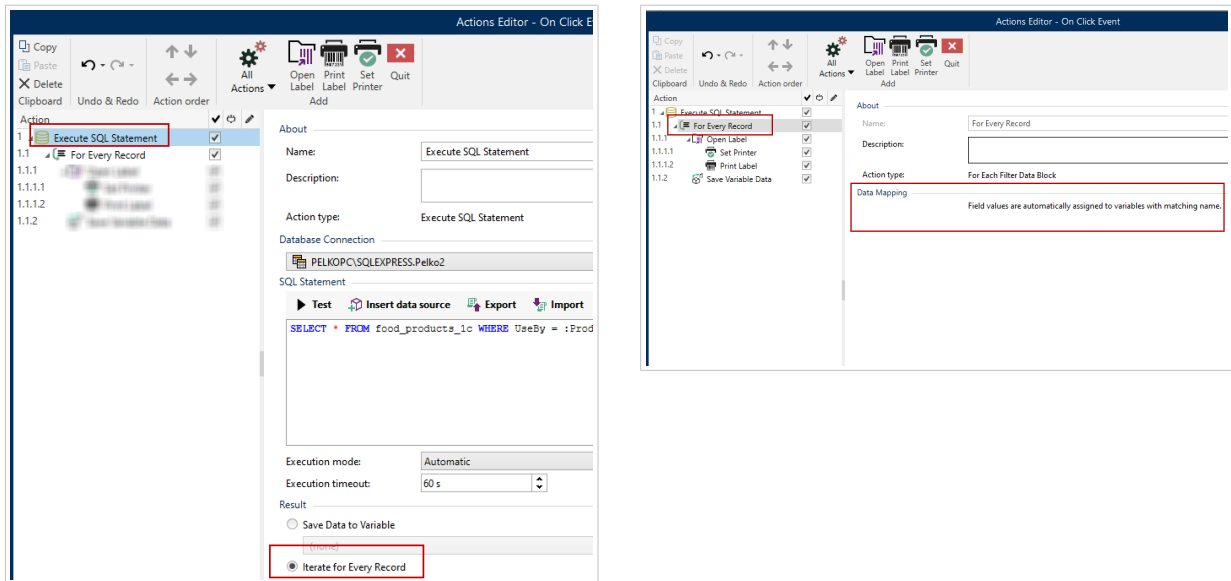 Actions Editor - On Click E
Copy
Paste
Delete
Clipboard
Undo & Redo
Action order
All
Actions
Open
Label
Print
Label
Set
Printer
Quit
Add
Action
1 Execute SQL Statement
1.1 For Every Record
1.1.1
1.1.1.1
1.1.1.2
1.1.2
About
Name: Execute SQL Statement
Description:
Action type: Execute SQL Statement
Database Connection
PELKOPC\SQLEXPRESS.Pelko2
SQL Statement
Test Insert data source Export Import
SELECT * FROM food_products_1c WHERE UseBy = :Prod
Execution mode: Automatic
Execution timeout: 60 s
Result
Save Data to Variable
(none)
Iterate for Every Record
Actions Editor - On Click Event
Copy
Paste
Delete
Clipboard
Undo & Redo
Action order
All
Actions
Open
Label
Print
Label
Set
Printer
Quit
Add
Action
1 Execute SQL Statement
1.1 For Every Record
1.1.1 Open Label
1.1.1.1 Set Printer
1.1.1.2 Print Label
1.1.2 Save Variable Data
About
Name: For Every Record
Description:
Action type: For Each Filter Data Block
Data Mapping
Field values are automatically assigned to variables with matching name.